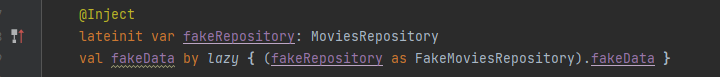 @Inject
lateinit var fakeRepository: MoviesRepository
val fakeData by lazy { (fakeRepository as FakeMoviesRepository).fakeData }